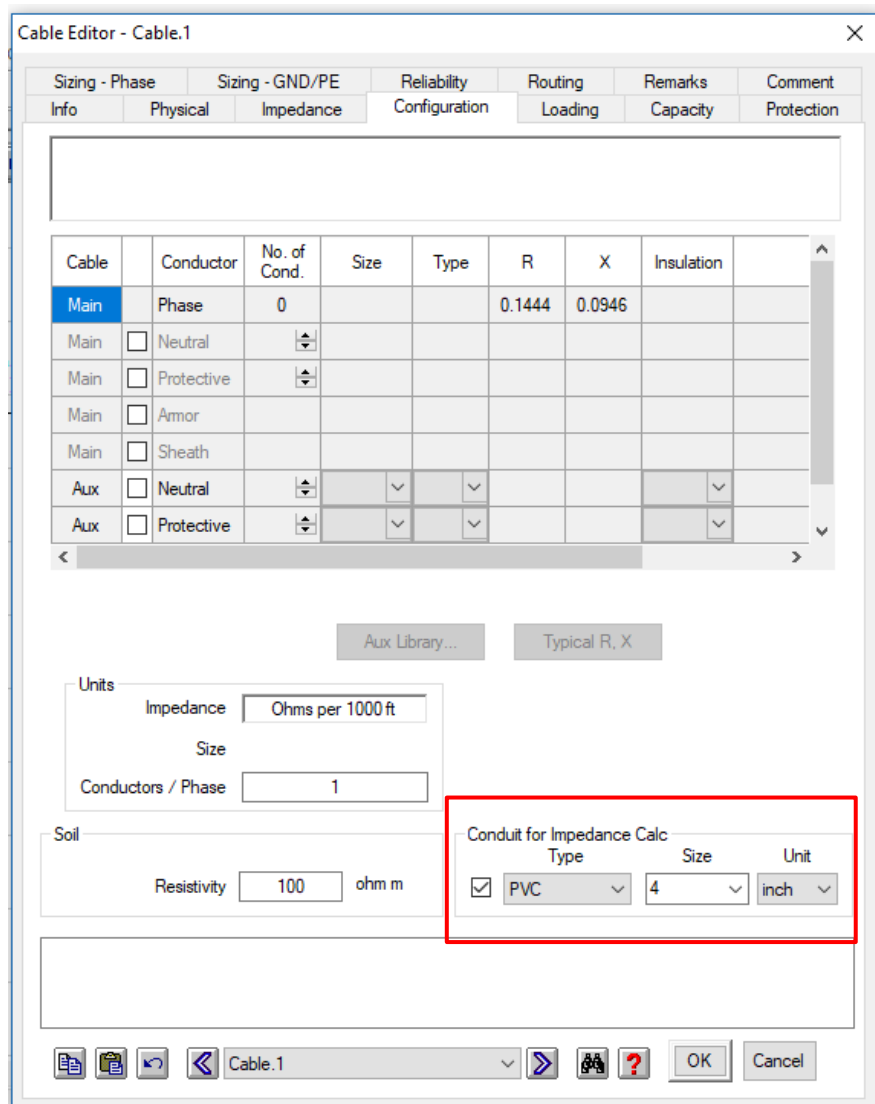 Cable Editor - Cable.1
Sizing - Phase Sizing - GND/PE Reliability Routing Remarks Comment
Info Physical Impedance Configuration Loading Capacity Protection
Cable Conductor No. of Cond. Size Type R X Insulation
Main Phase 0 0.1444 0.0946
Main Neutral
Main Protective
Main Armor
Main Sheath
Aux Neutral
Aux Protective
Aux Library... Typical R, X
Units
Impedance Ohms per 1000 ft
Size
Conductors / Phase 1
Soil
Resistivity 100 ohm m
Conduit for Impedance Calc
Type Size Unit
PVC 4 inch
Cable.1 ? OK Cancel